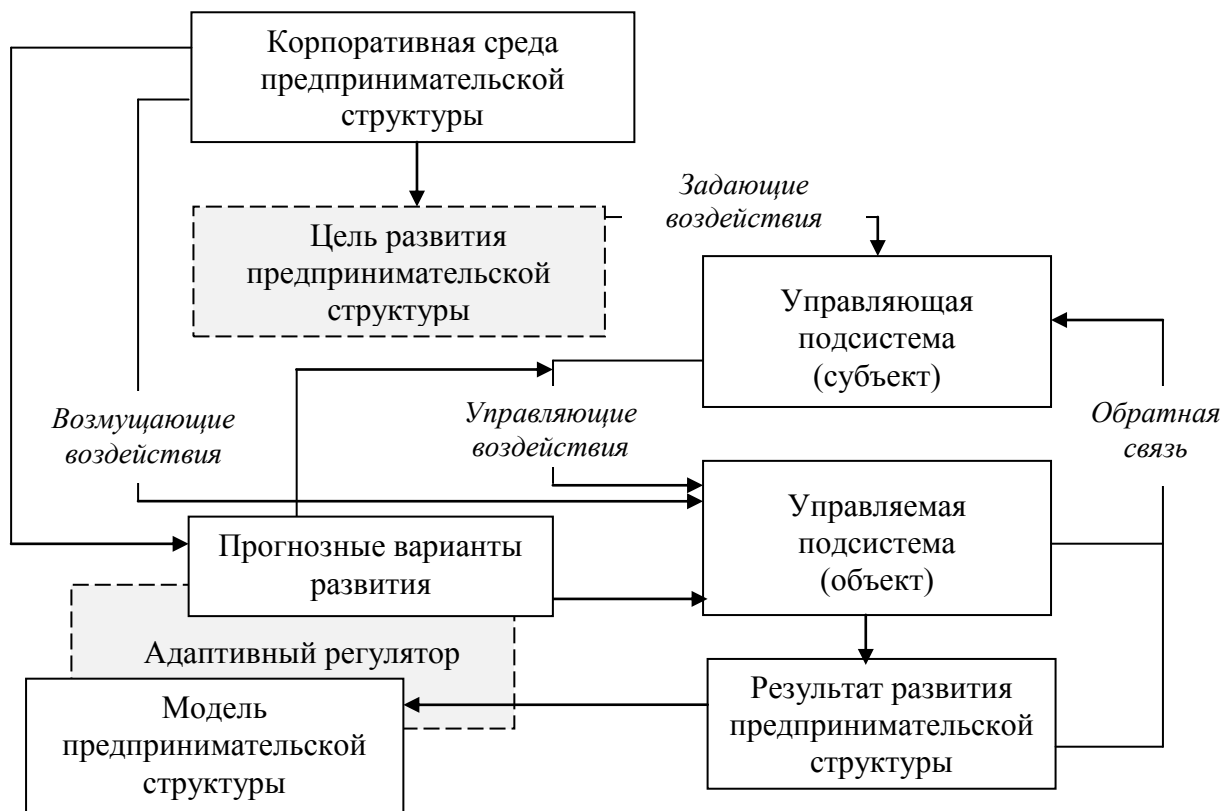 Корпоративная среда
предпринимательской
структуры
Задающие
воздействия
Цель развития
предпринимательской
структуры
Управляющая
подсистема
(субъект)
Возмущающие
воздействия
Управляющие
воздействия
Обратная
связь
Управляемая
подсистема
(объект)
Прогнозные варианты
развития
Адаптивный регулятор
Модель
предпринимательской
структуры
Результат развития
предпринимательской
структуры